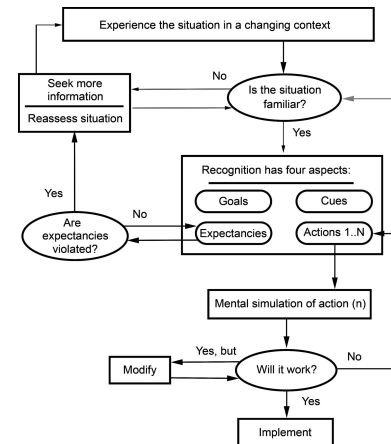 Experience the situation in a changing context
Seek more
information
Reassess situation
No
Is the situation
familiar?
Yes
Recognition has four aspects:
Goals
Cues
Expectancies
Actions 1..N
Yes
Are
expectancies
violated?
No
Mental simulation of action (n)
Yes, but
Modify
Will it work?
No
Yes
Implement